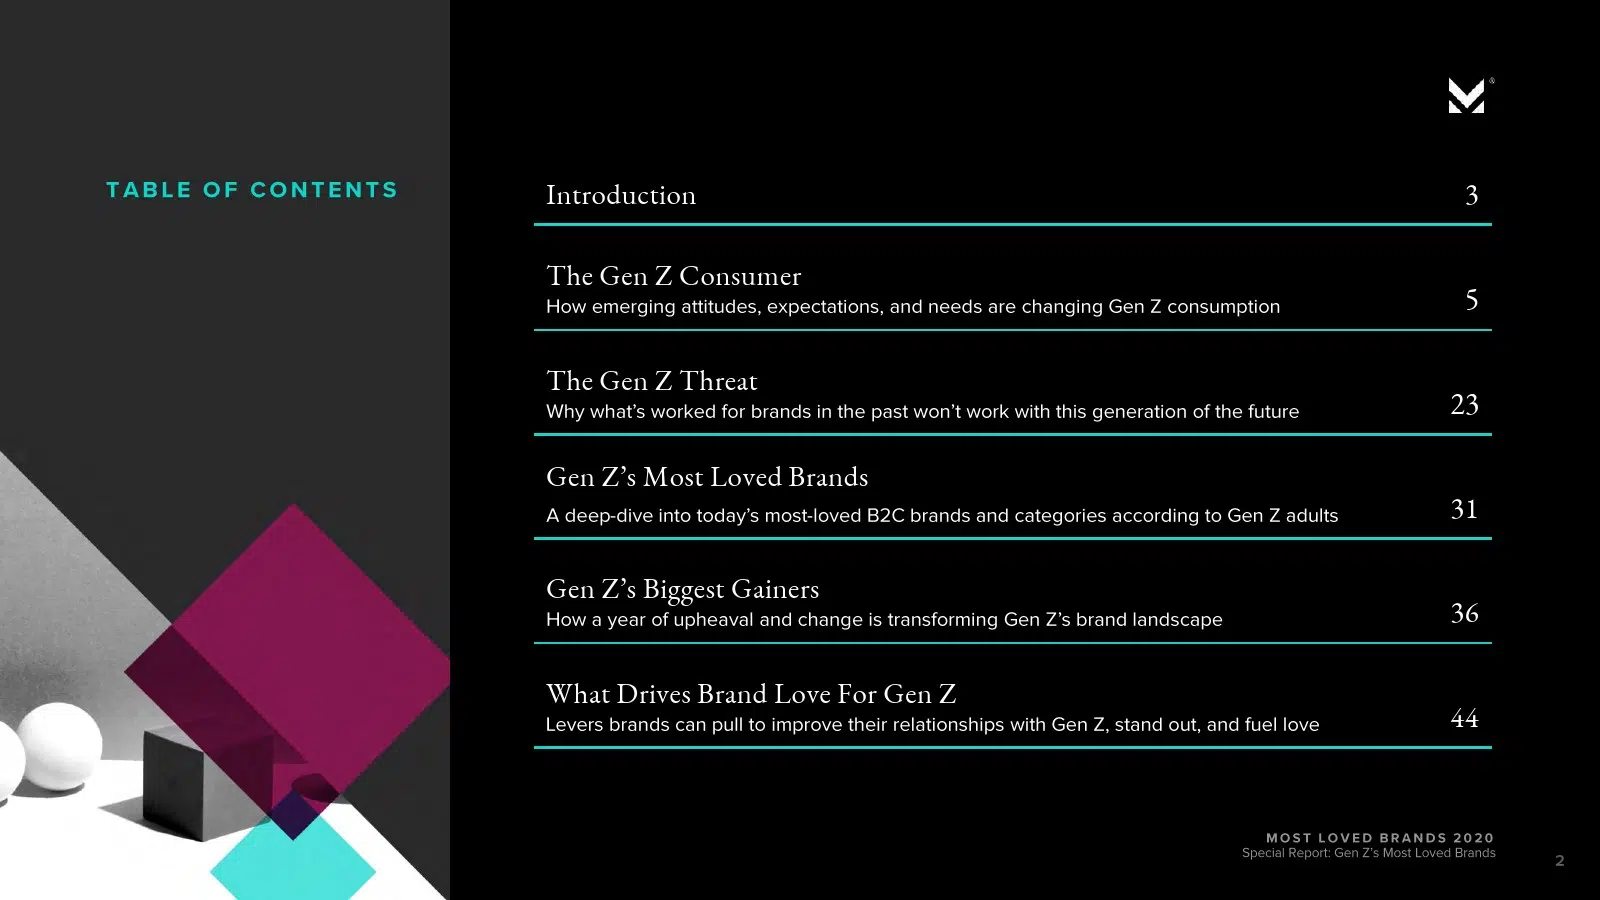 TABLE OF CONTENTS
Introduction 3
The Gen Z Consumer
How emerging attitudes, expectations, and needs are changing Gen Z consumption 5
The Gen Z Threat
Why what’s worked for brands in the past won’t work with this generation of the future 23
Gen Z’s Most Loved Brands
A deep-dive into today’s most-loved B2C brands and categories according to Gen Z adults 31
Gen Z’s Biggest Gainers
How a year of upheaval and change is transforming Gen Z’s brand landscape 36
What Drives Brand Love For Gen Z
Levers brands can pull to improve their relationships with Gen Z, stand out, and fuel love 44
MOST LOVED BRANDS 2020
Special Report: Gen Z’s Most Loved Brands
2